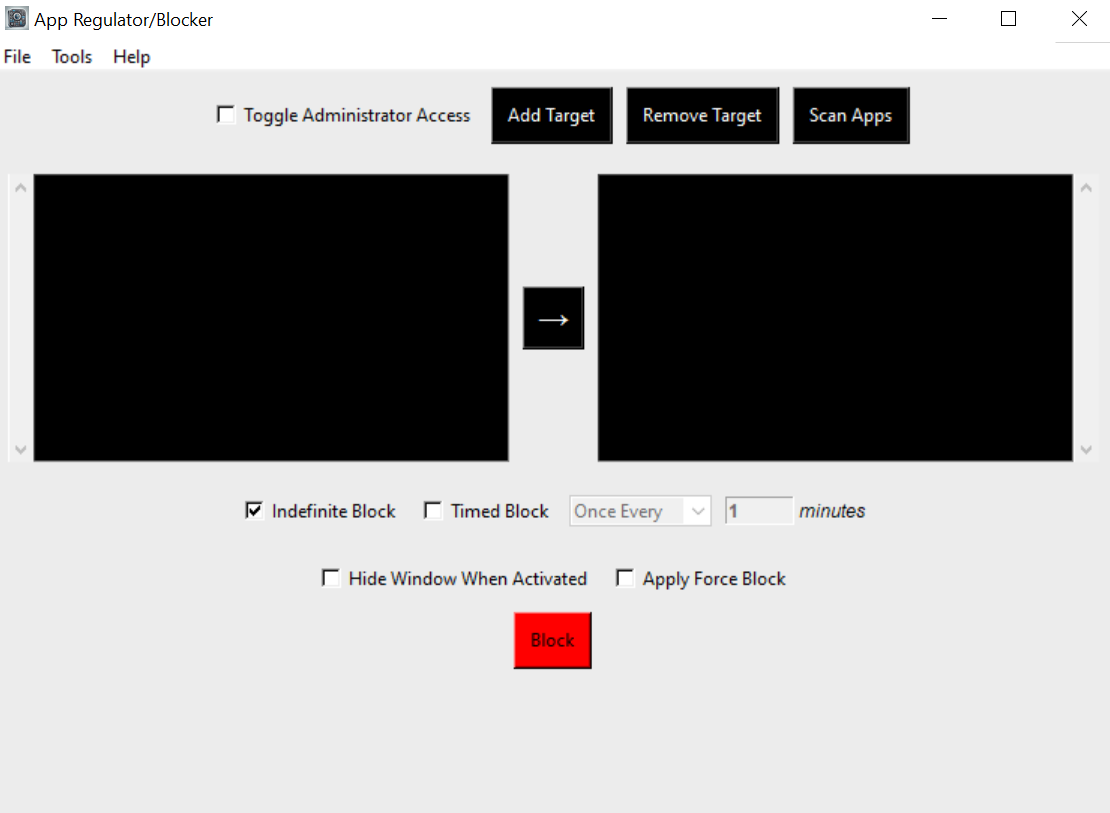 App Regulator/Blocker
File Tools Help
Toggle Administrator Access Add Target Remove Target Scan Apps
→
Indefinite Block Timed Block Once Every 1 minutes
Hide Window When Activated Apply Force Block
Block